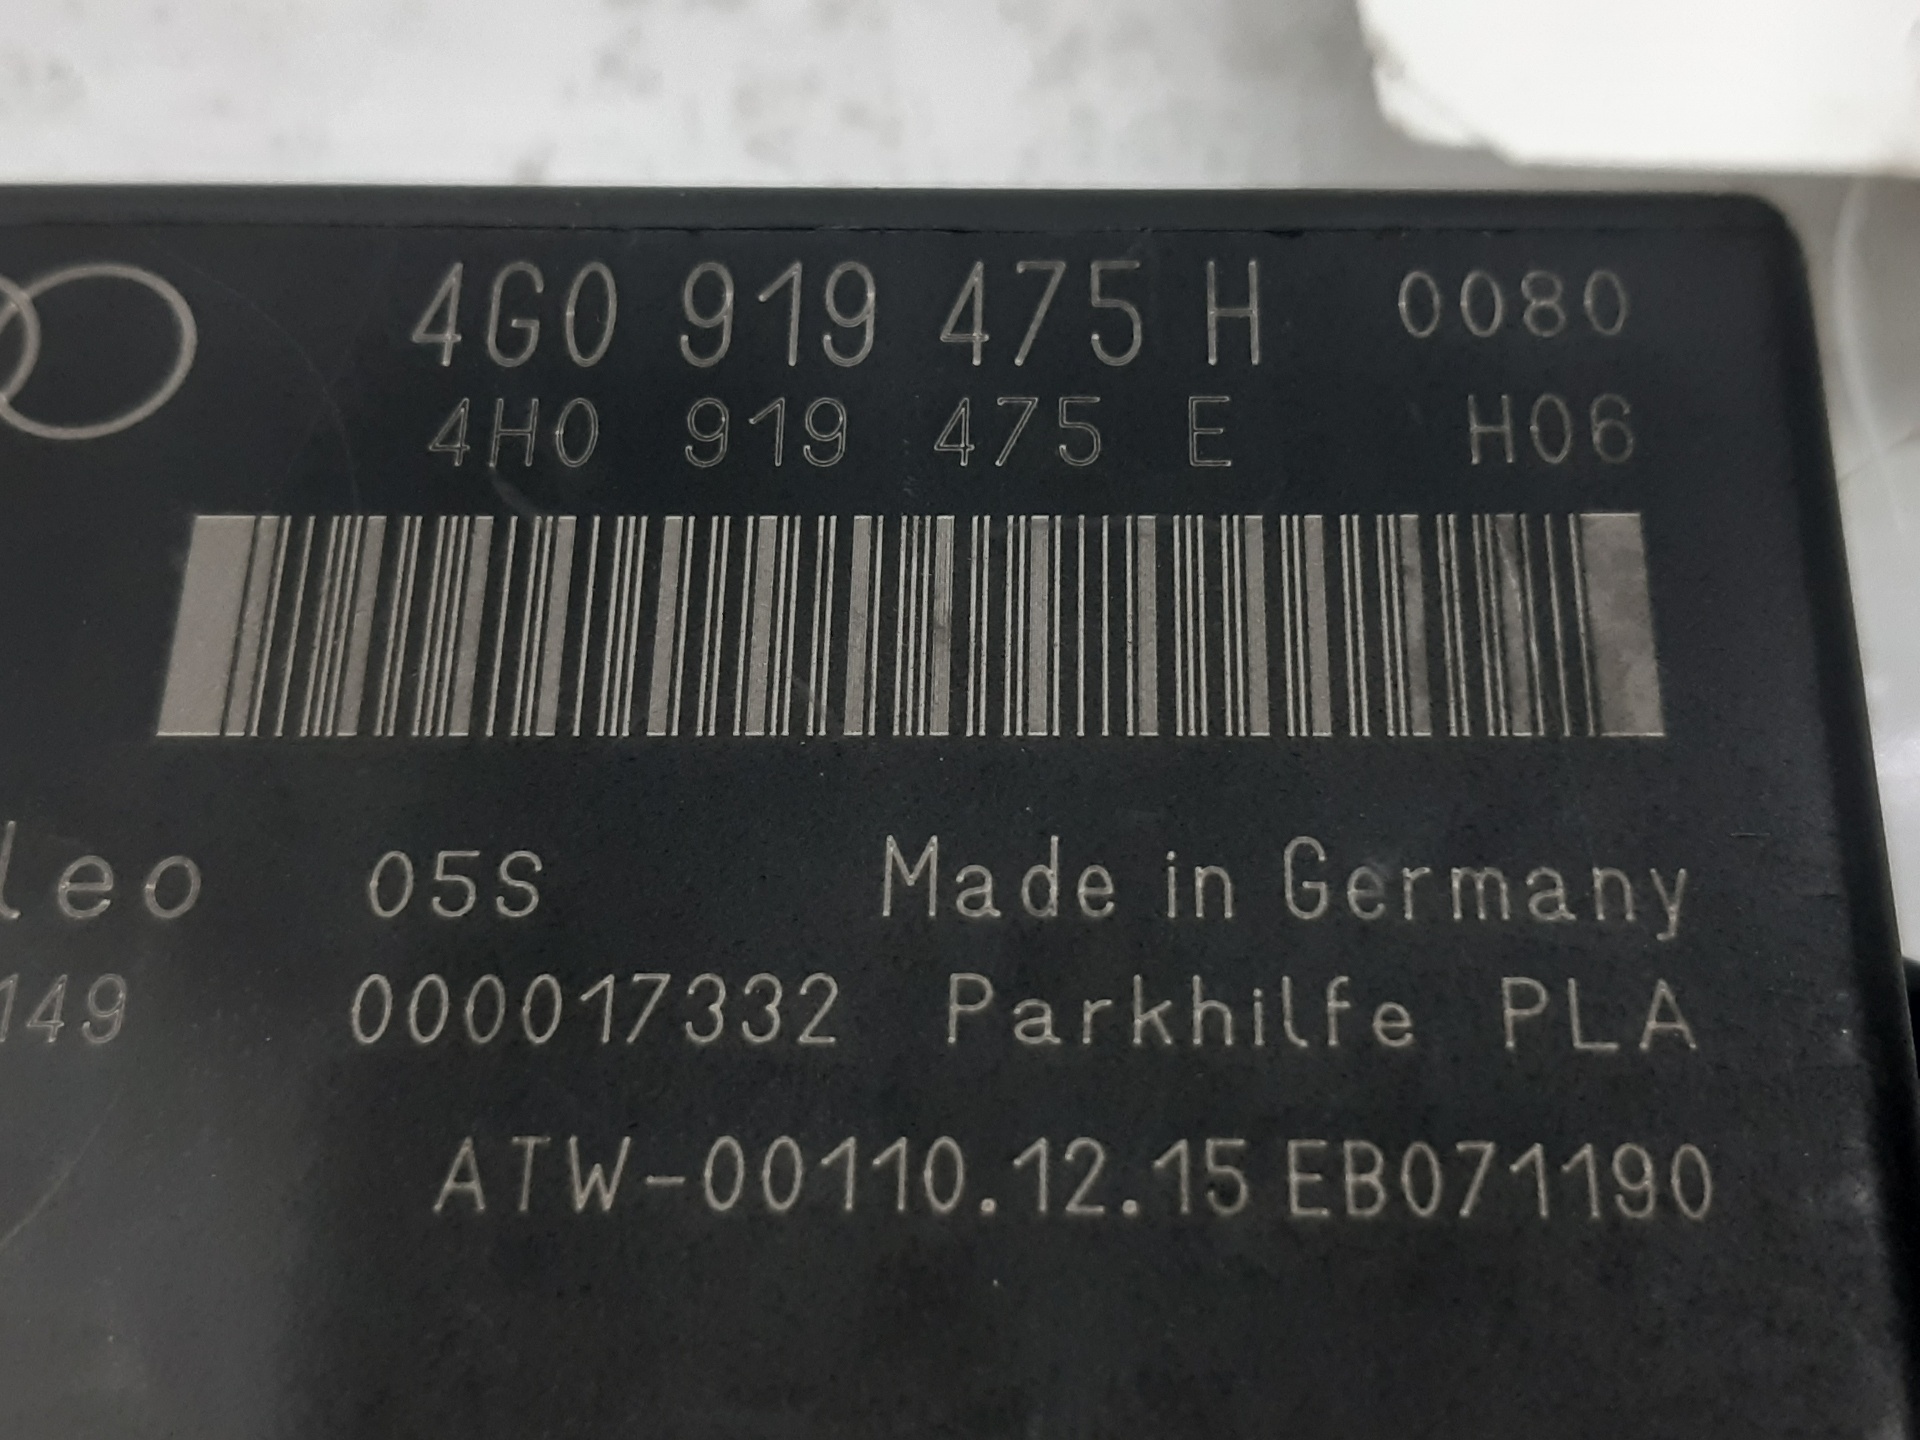 4G0 919 475 H 0080
4H0 919 475 E H06
leo 05S Made in Germany
149 000017332 Parkhilfe PLA
ATW-00110.12.15 EB071190